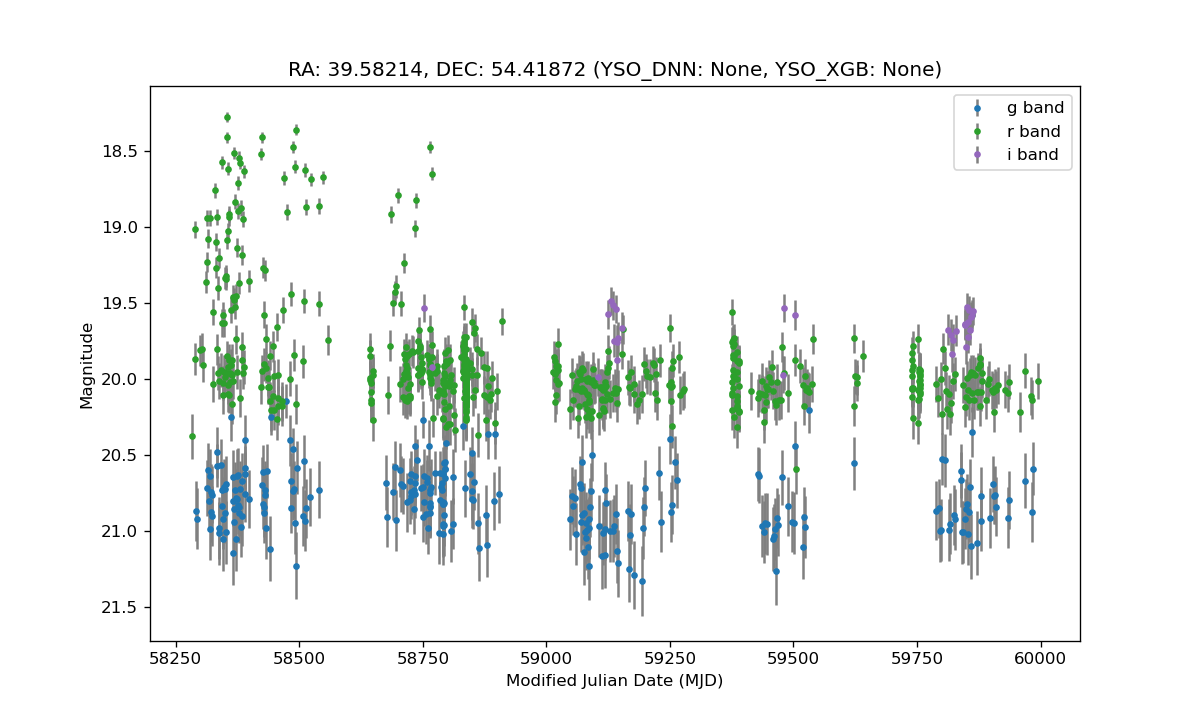 RA: 39.58214, DEC: 54.41872 (YSO_DNN: None, YSO_XGB: None)
g band
r band
i band
18.5
19.0
19.5
20.0
20.5
21.0
21.5
Magnitude
58250
58500
58750
59000
59250
59500
59750
60000
Modified Julian Date (MJD)